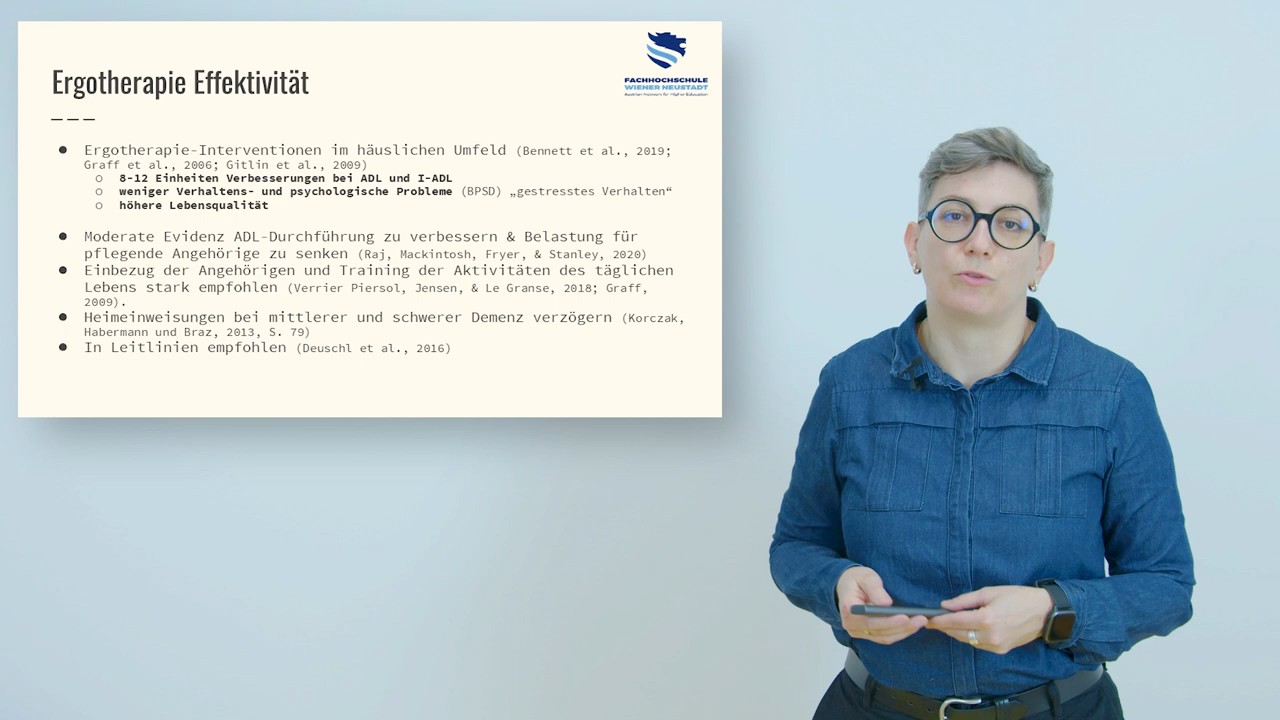 Ergotherapie Effektivität
FACHHOCHSCHULE
WIENER NEUSTADT
Austrian Network for Higher Education
Ergotherapie-Interventionen im häuslichen Umfeld (Bennett et al., 2019;
Graff et al., 2006; Gitlin et al., 2009)
8-12 Einheiten Verbesserungen bei ADL und I-ADL
weniger Verhaltens- und psychologische Probleme (BPSD) „gestresstes Verhalten“
höhere Lebensqualität
Moderate Evidenz ADL-Durchführung zu verbessern & Belastung für
pflegende Angehörige zu senken (Raj, Mackintosh, Fryer, & Stanley, 2020)
Einbezug der Angehörigen und Training der Aktivitäten des täglichen
Lebens stark empfohlen (Verrier Piersol, Jensen, & Le Granse, 2018; Graff,
2009).
Heimeinweisungen bei mittlerer und schwerer Demenz verzögern (Korczak,
Habermann und Braz, 2013, S. 79)
In Leitlinien empfohlen (Deuschl et al., 2016)